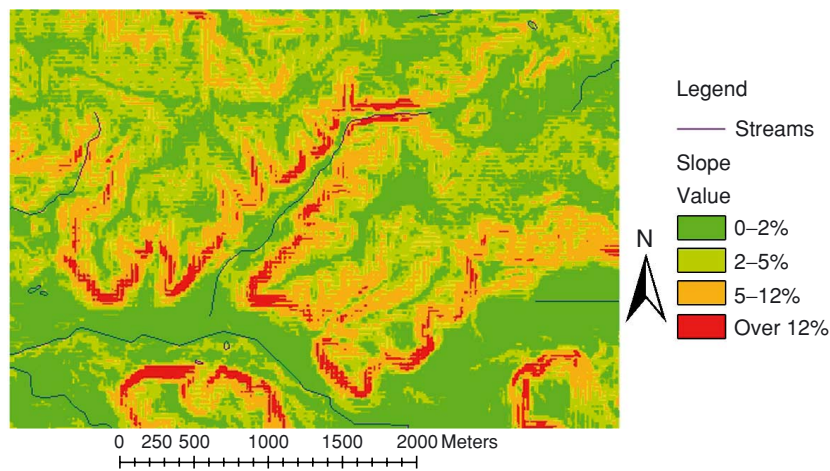 Legend
Streams
Slope
Value
0–2%
2–5%
5–12%
Over 12%
N
0 250 500 1000 1500 2000 Meters